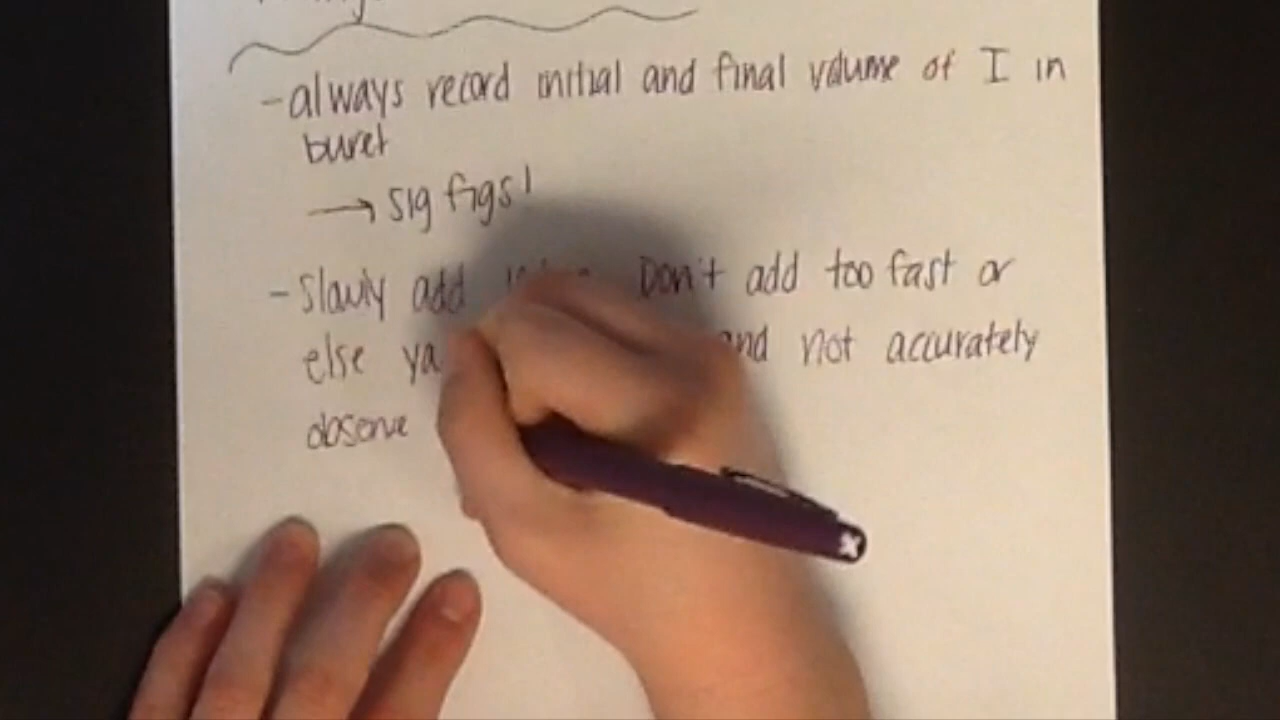 -always record initial and final volume of I in
buret
→ sig figs!
-slowly add Don't add too fast or
else and not accurately
observe